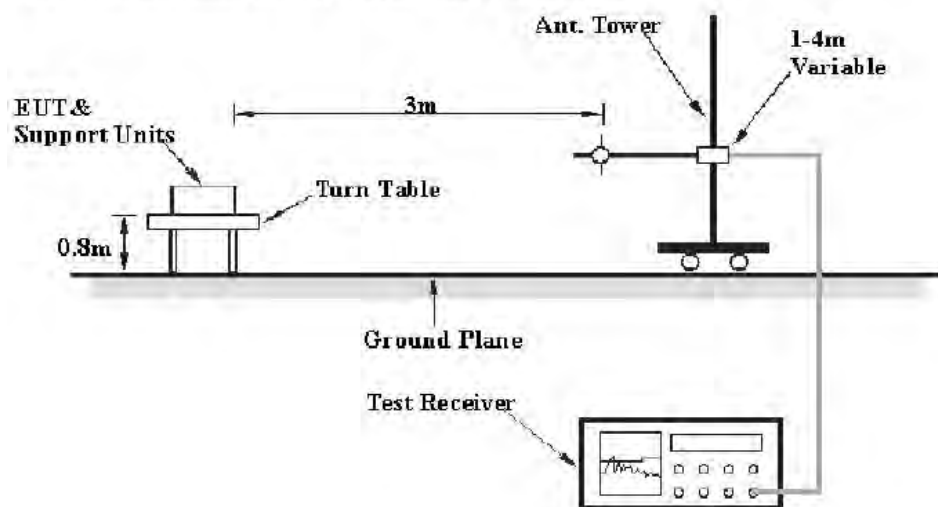 Ant. Tower
1-4m
Variable
3m
EUT&
Support Units
Turn Table
0.8m
Ground Plane
Test Receiver